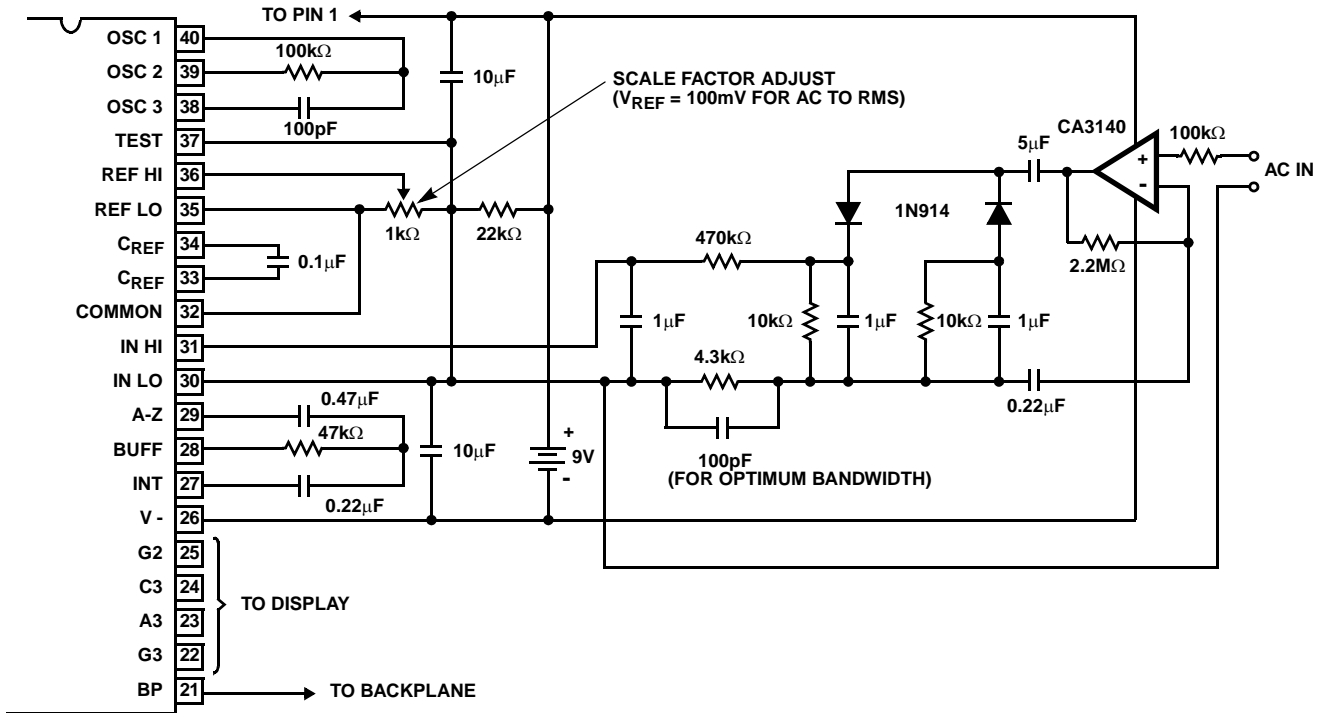 TO PIN 1
OSC 1 40
100kΩ
OSC 2 39
OSC 3 38
100pF
TEST 37
REF HI 36
REF LO 35
1kΩ
22kΩ
CREF 34
0.1μF
CREF 33
COMMON 32
IN HI 31
IN LO 30
0.47μF
A-Z 29
47kΩ
BUFF 28
INT 27
0.22μF
V - 26
G2 25
C3 24
A3 23
G3 22
TO DISPLAY
BP 21
TO BACKPLANE
10μF
SCALE FACTOR ADJUST
(VREF = 100mV FOR AC TO RMS)
10μF
+
9V
-
CA3140
5μF
100kΩ
+
-
AC IN
1N914
2.2MΩ
470kΩ
1μF
10kΩ
1μF
10kΩ
1μF
4.3kΩ
0.22μF
100pF
(FOR OPTIMUM BANDWIDTH)